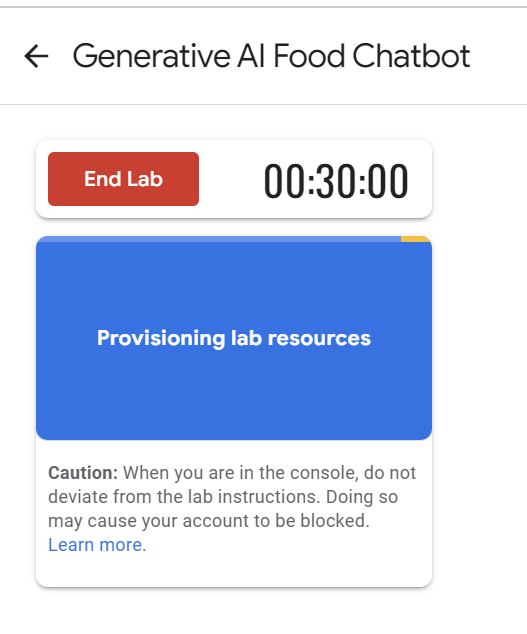 Generative AI Food Chatbot
End Lab
00:30:00
Provisioning lab resources
Caution: When you are in the console, do not
deviate from the lab instructions. Doing so
may cause your account to be blocked.
Learn more.